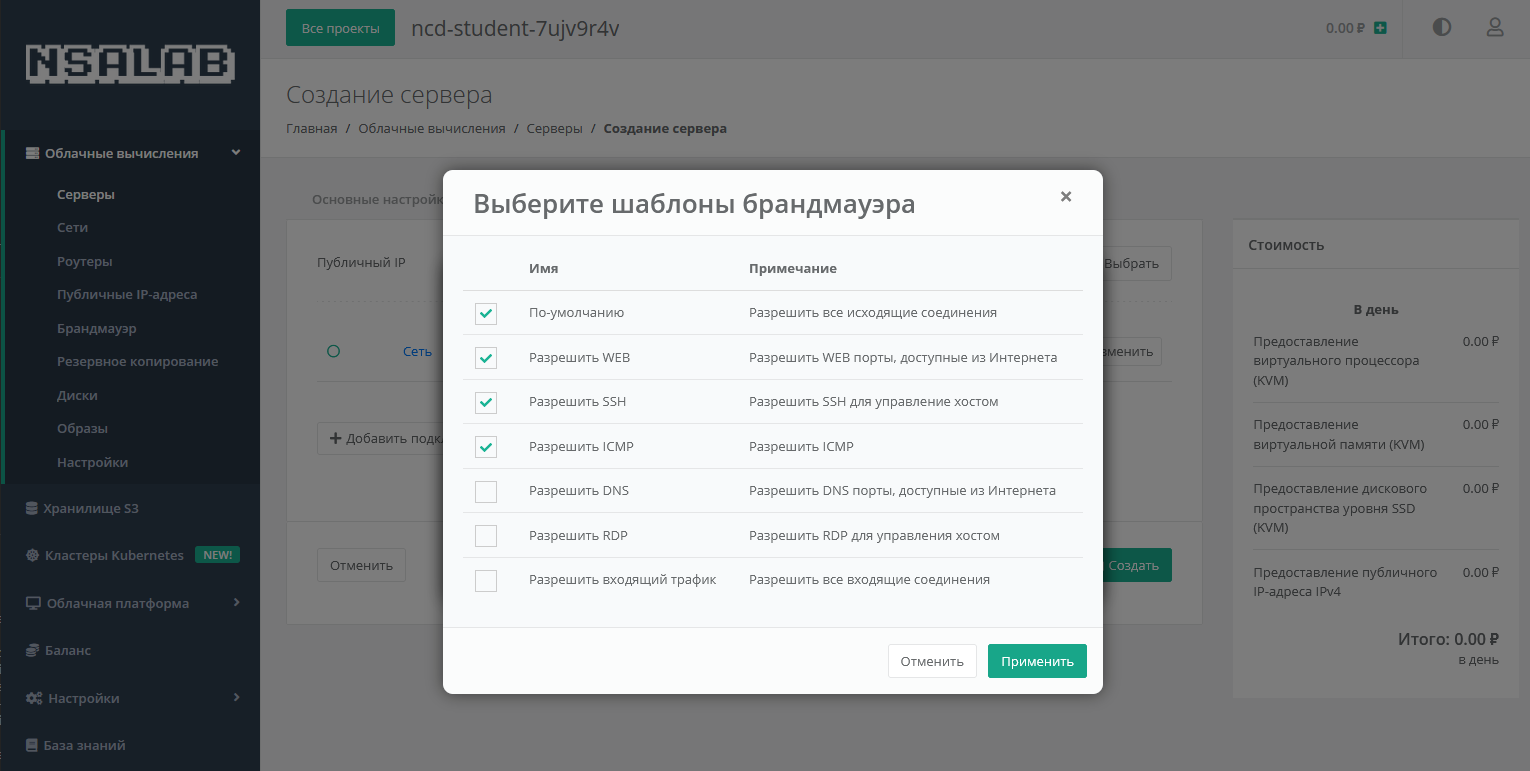 NSALAB
Все проекты
ncd-student-7ujv9r4v
0.00 ₽
Создание сервера
Главная / Облачные вычисления / Серверы / Создание сервера
Облачные вычисления
Серверы
Сети
Роутеры
Публичные IP-адреса
Брандмауэр
Резервное копирование
Диски
Образы
Настройки
Хранилище S3
Кластеры Kubernetes NEW!
Облачная платформа
Баланс
Настройки
База знаний
Основные настройк
Публичный IP
Выбрать
Сеть
Добавить подкл
Отменить
Создать
Выберите шаблоны брандмауэра
Имя Примечание
По-умолчанию Разрешить все исходящие соединения
Разрешить WEB Разрешить WEB порты, доступные из Интернета
Разрешить SSH Разрешить SSH для управление хостом
Разрешить ICMP Разрешить ICMP
Разрешить DNS Разрешить DNS порты, доступные из Интернета
Разрешить RDP Разрешить RDP для управления хостом
Разрешить входящий трафик Разрешить все входящие соединения
Отменить Применить
Стоимость
В день
Предоставление 0.00 ₽
виртуального процессора
(KVM)
Предоставление 0.00 ₽
виртуальной памяти (KVM)
Предоставление дискового 0.00 ₽
пространства уровня SSD
(KVM)
Предоставление публичного 0.00 ₽
IP-адреса IPv4
Итого: 0.00 ₽
в день